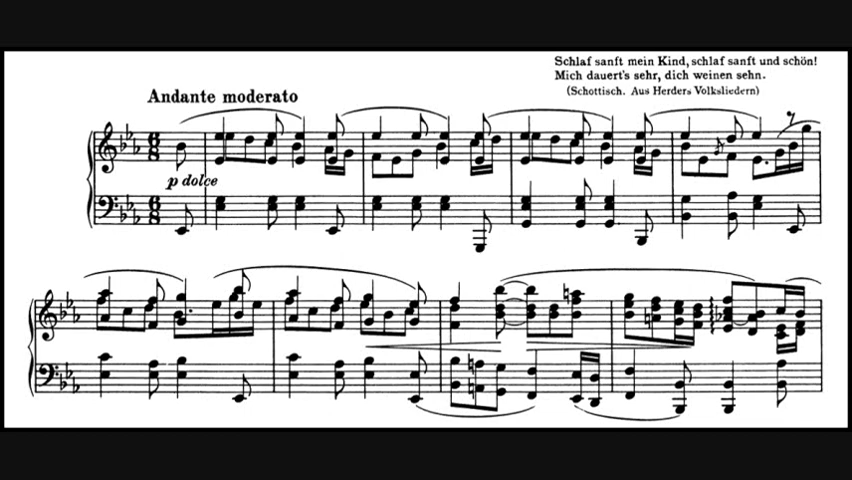 Schlaf sanft mein Kind, schlaf sanft und schön!
Mich dauert's sehr, dich weinen sehn.
(Schottisch. Aus Herders Volksliedern)
Andante moderato
p dolce